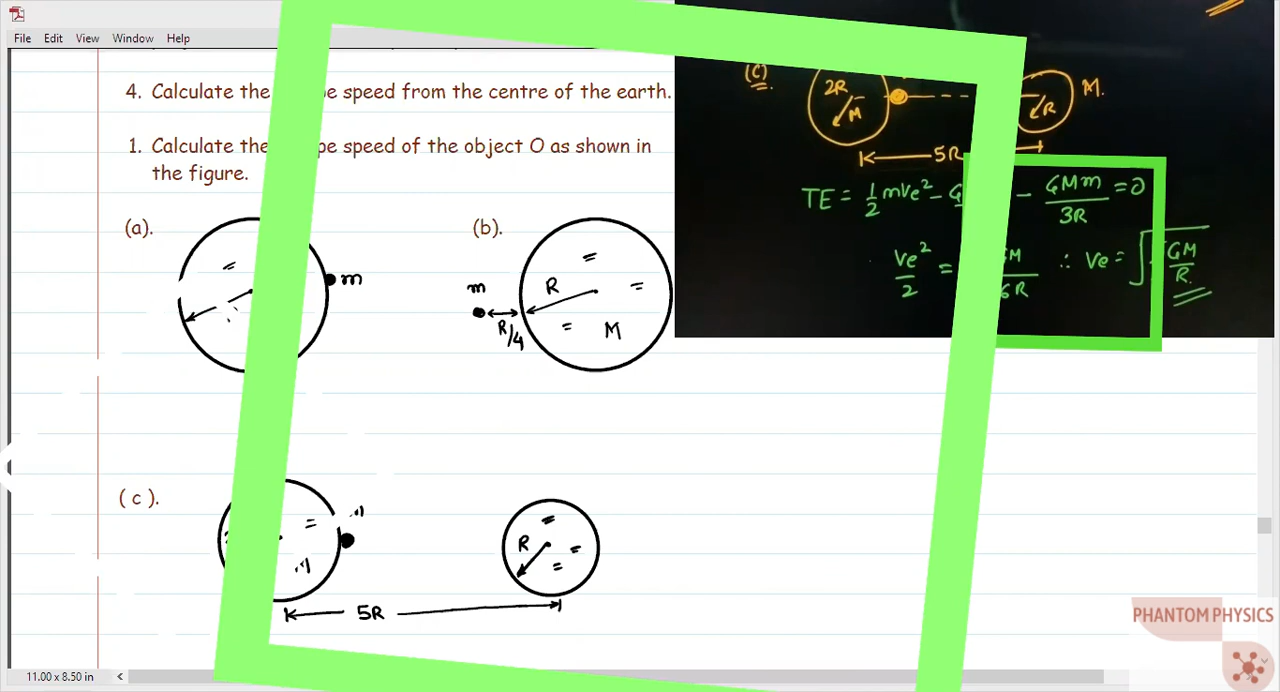 File Edit View Window Help
4. Calculate the pe speed from the centre of the earth.
1. Calculate the pe speed of the object O as shown in
the figure.
(a).
m
(b).
m
R
R/4
M
(c)
2R
M
R
M.
5R
TE = 1/2 mVe² - G - GMm/3R = 0
Ve²/2 = M/6R ∴ Ve = √ GM/R.
( c ).
R
5R
PHANTOM PHYSICS
11.00 x 8.50 in